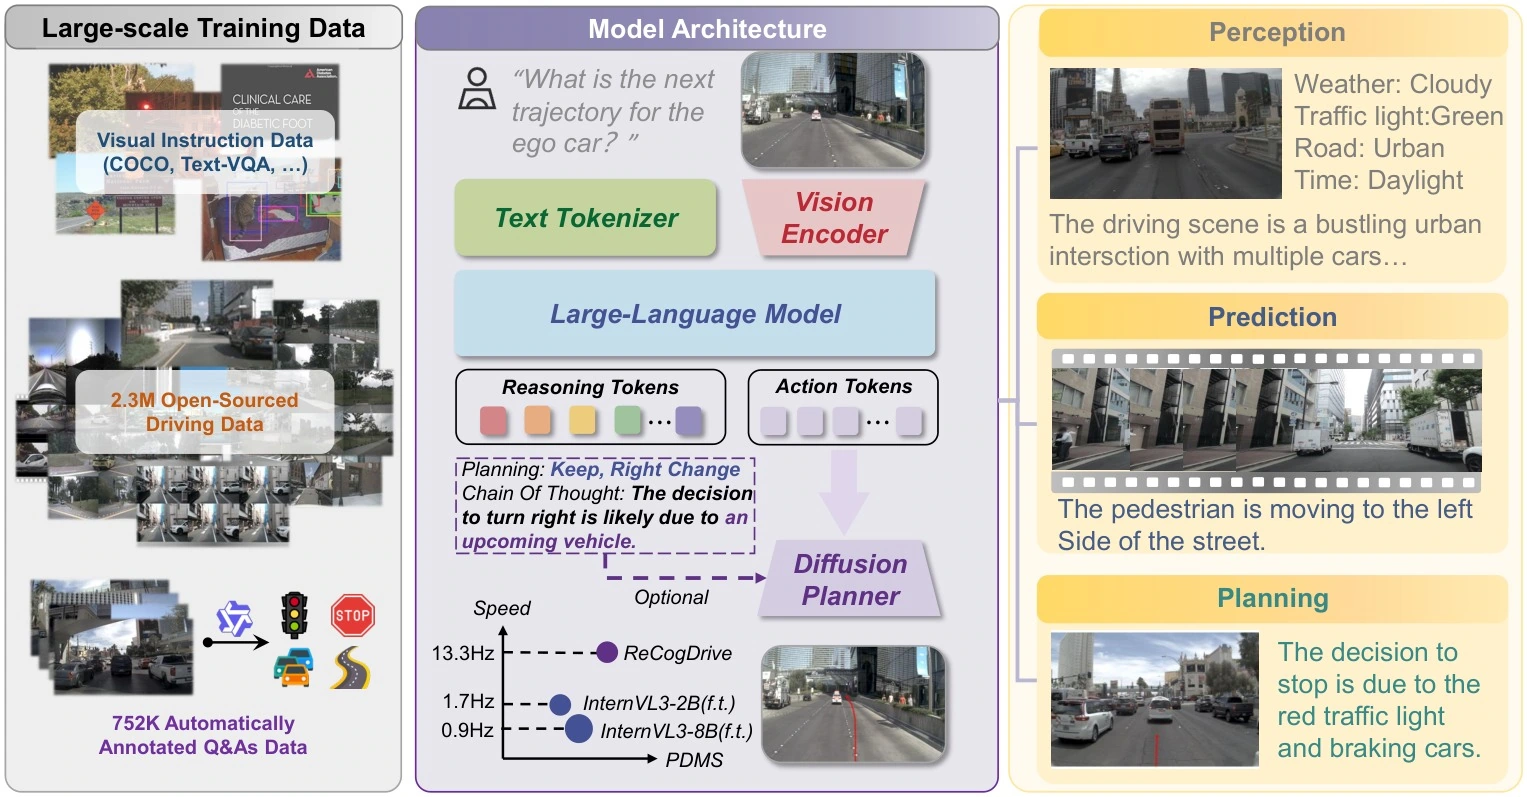 Large-scale Training Data
CLINICAL CARE
OF THE
DIABETIC FOOT
Visual Instruction Data
(COCO, Text-VQA, …)
2.3M Open-Sourced
Driving Data
STOP
752K Automatically
Annotated Q&As Data
Model Architecture
“What is the next
trajectory for the
ego car? ”
Text Tokenizer
Vision
Encoder
Large-Language Model
Reasoning Tokens
Action Tokens
Planning: Keep, Right Change
Chain Of Thought: The decision
to turn right is likely due to an
upcoming vehicle.
Optional
Diffusion
Planner
Speed
13.3Hz
ReCogDrive
1.7Hz
InternVL3-2B(f.t.)
0.9Hz
InternVL3-8B(f.t.)
PDMS
Perception
Weather: Cloudy
Traffic light:Green
Road: Urban
Time: Daylight
The driving scene is a bustling urban
intersction with multiple cars…
Prediction
The pedestrian is moving to the left
Side of the street.
Planning
The decision to
stop is due to the
red traffic light
and braking cars.